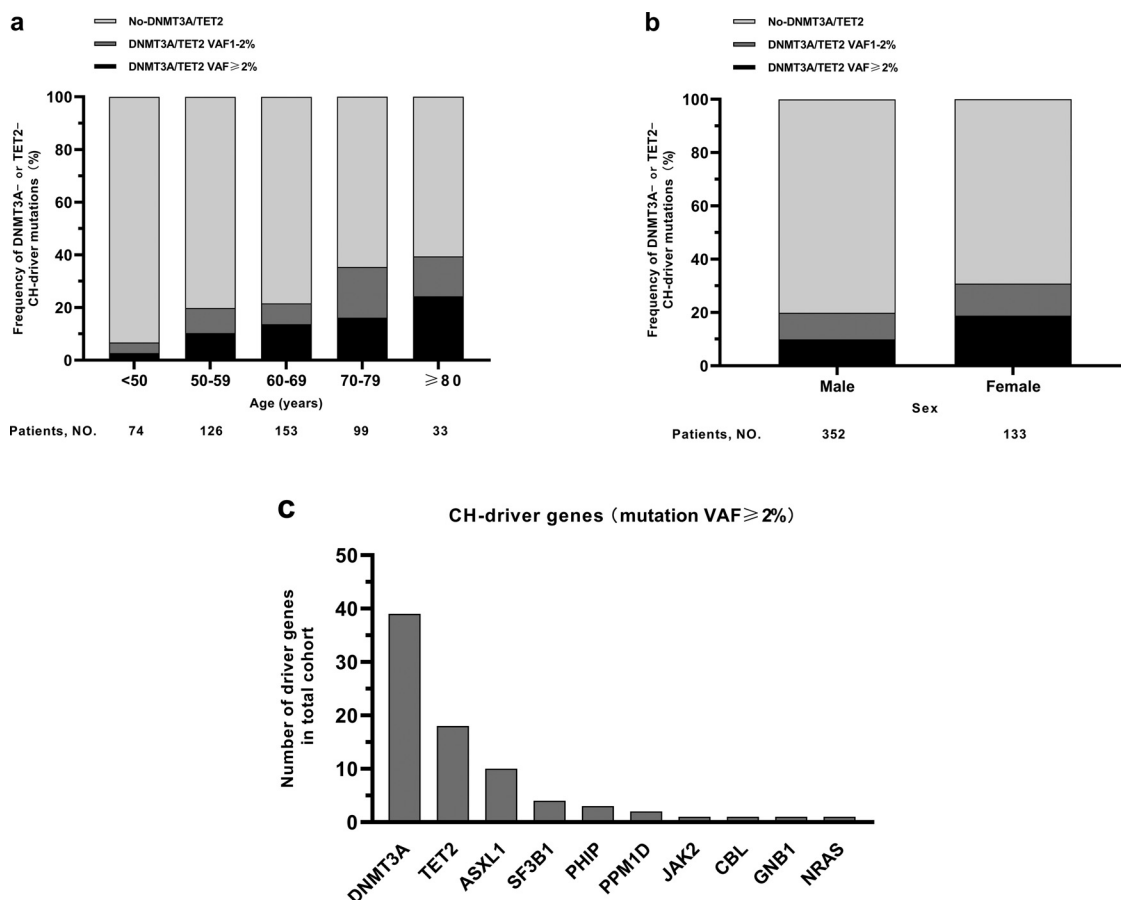 a
No-DNMT3A/TET2
DNMT3A/TET2 VAF1-2%
DNMT3A/TET2 VAF≥2%
Frequency of DNMT3A- or TET2-
CH-driver mutations (%)
100
80
60
40
20
0
<50 50-59 60-69 70-79 ≥80
Age (years)
Patients, NO. 74 126 153 99 33
b
No-DNMT3A/TET2
DNMT3A/TET2 VAF1-2%
DNMT3A/TET2 VAF≥2%
Frequency of DNMT3A- or TET2-
CH-driver mutations (%)
100
80
60
40
20
0
Male Female
Sex
Patients, NO. 352 133
c
CH-driver genes (mutation VAF≥2%)
Number of driver genes
in total cohort
50
40
30
20
10
0
DNMT3A TET2 ASXL1 SF3B1 PHIP PPM1D JAK2 CBL GNB1 NRAS